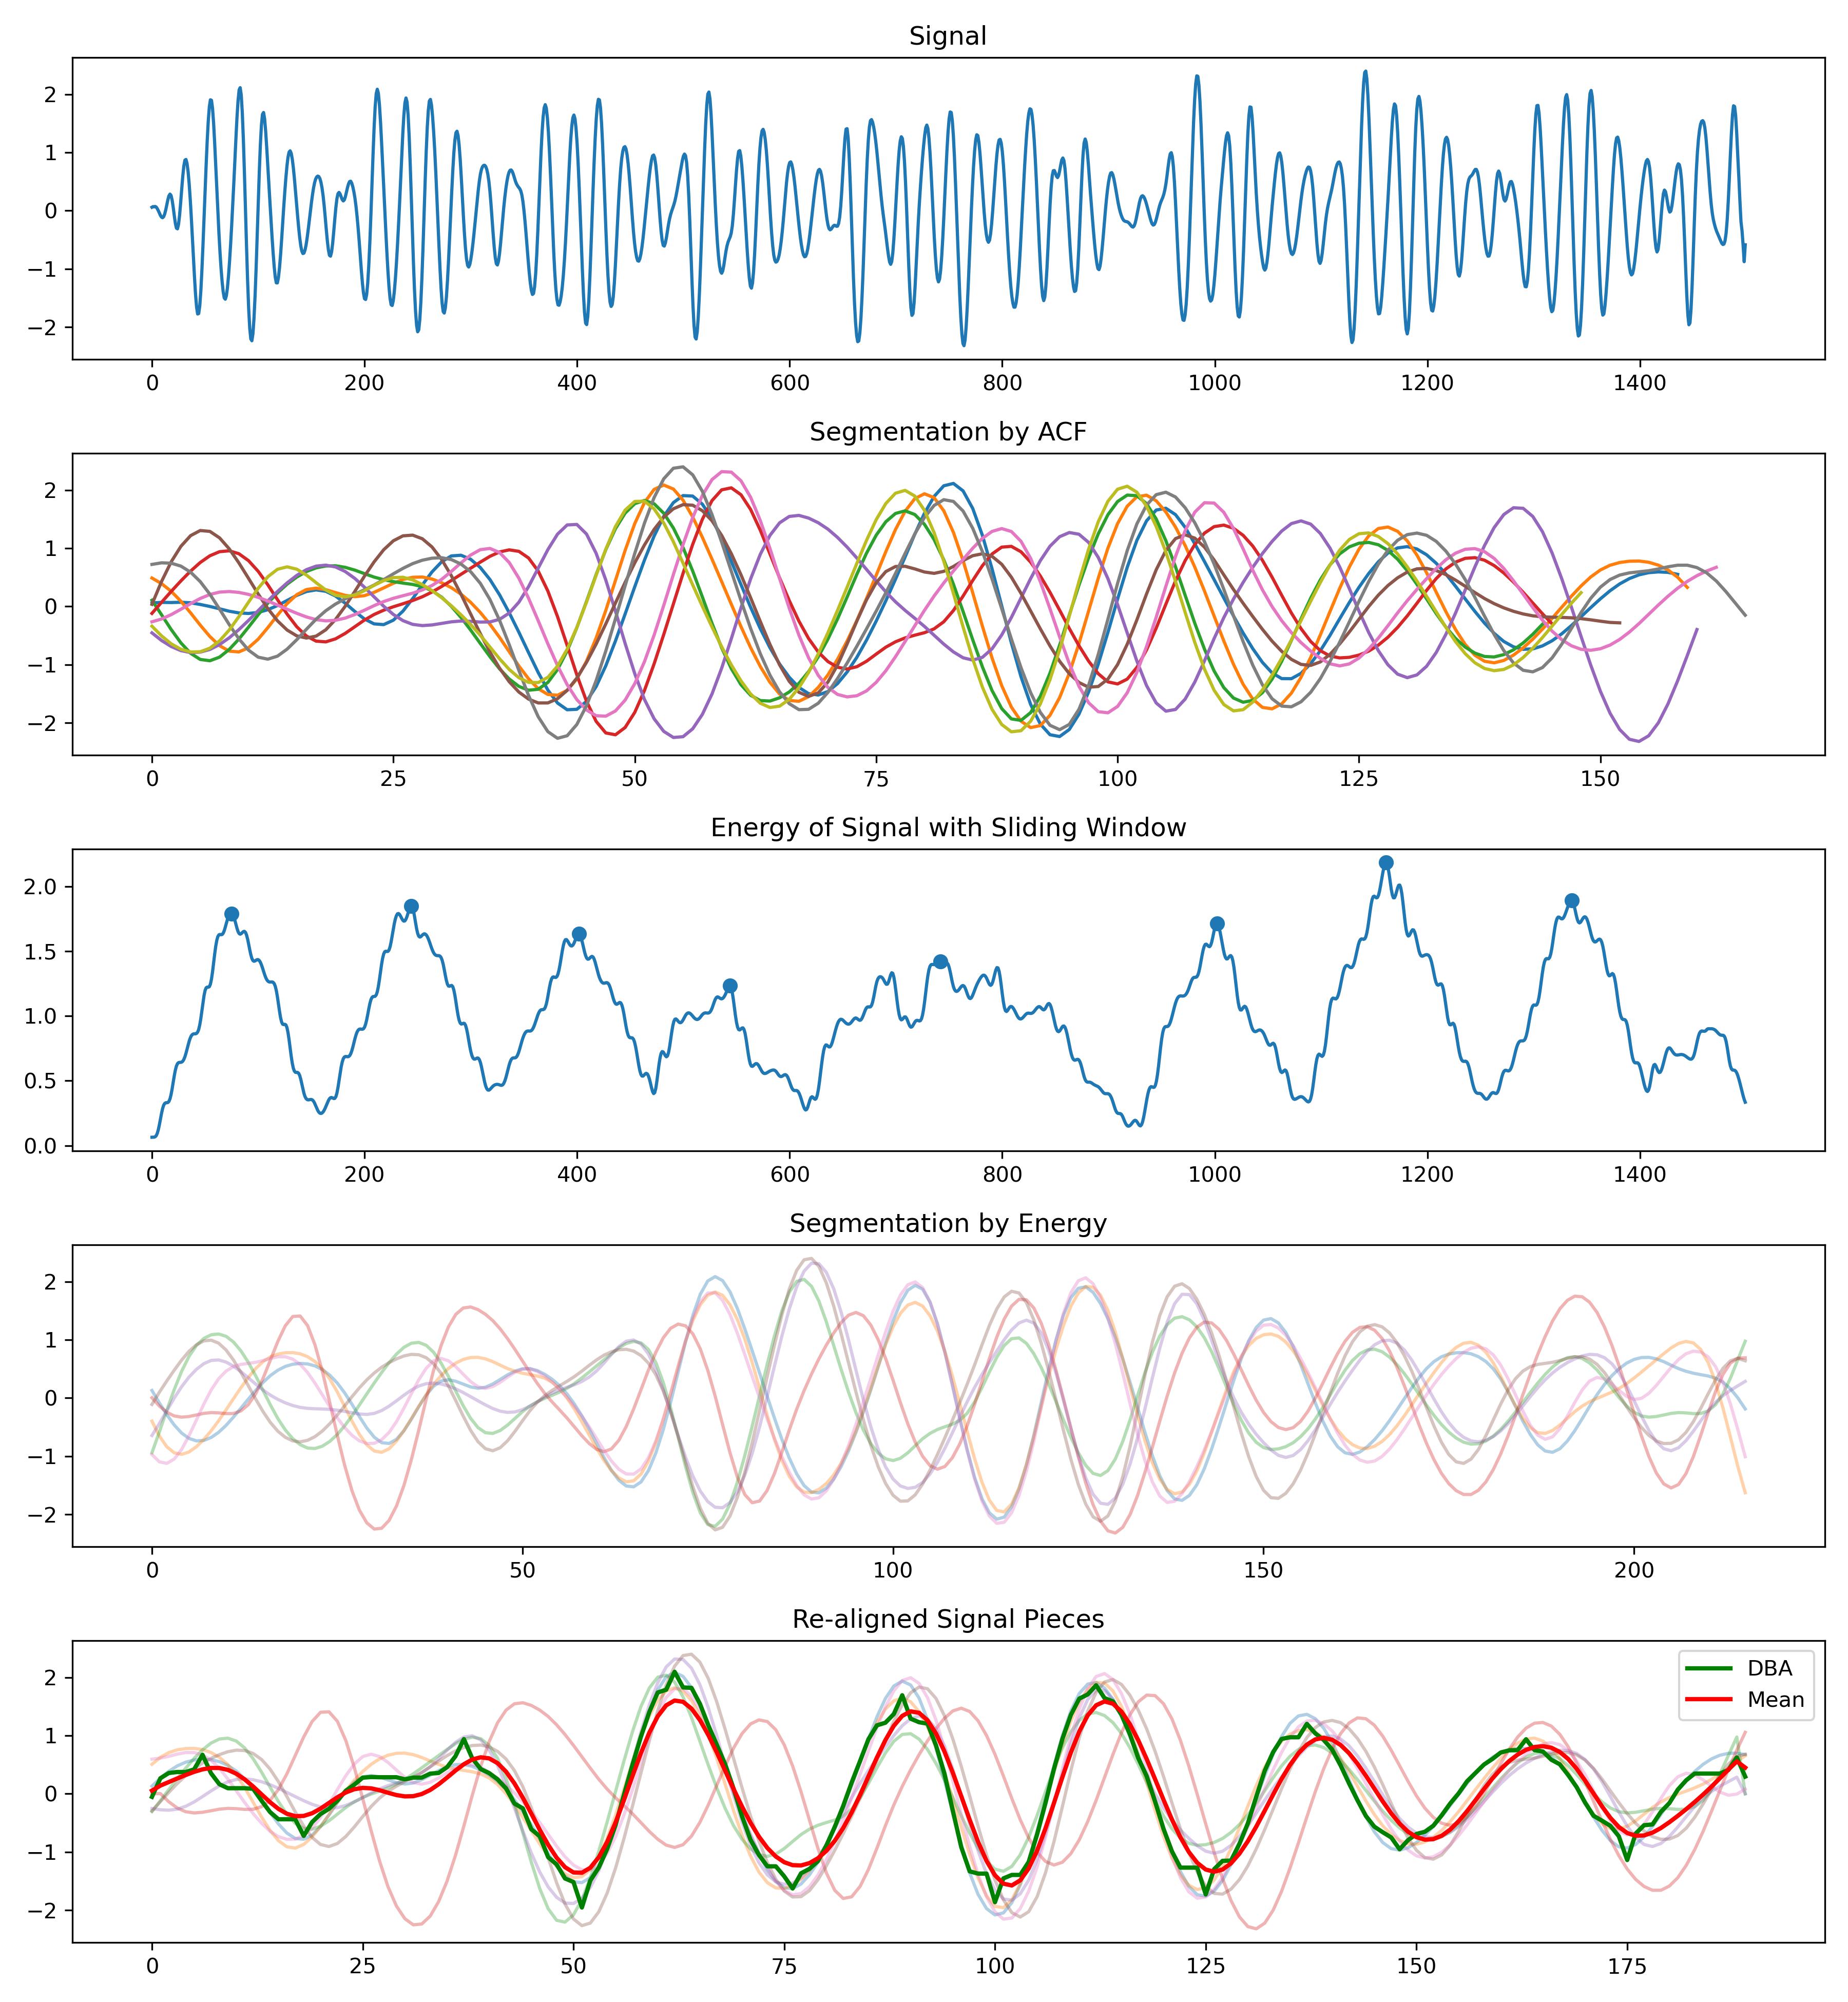 Signal
2
1
0
−1
−2
0 200 400 600 800 1000 1200 1400
Segmentation by ACF
2
1
0
−1
−2
0 25 50 75 100 125 150
Energy of Signal with Sliding Window
2.0
1.5
1.0
0.5
0.0
0 200 400 600 800 1000 1200 1400
Segmentation by Energy
2
1
0
−1
−2
0 50 100 150 200
Re-aligned Signal Pieces
DBA
Mean
2
1
0
−1
−2
0 25 50 75 100 125 150 175